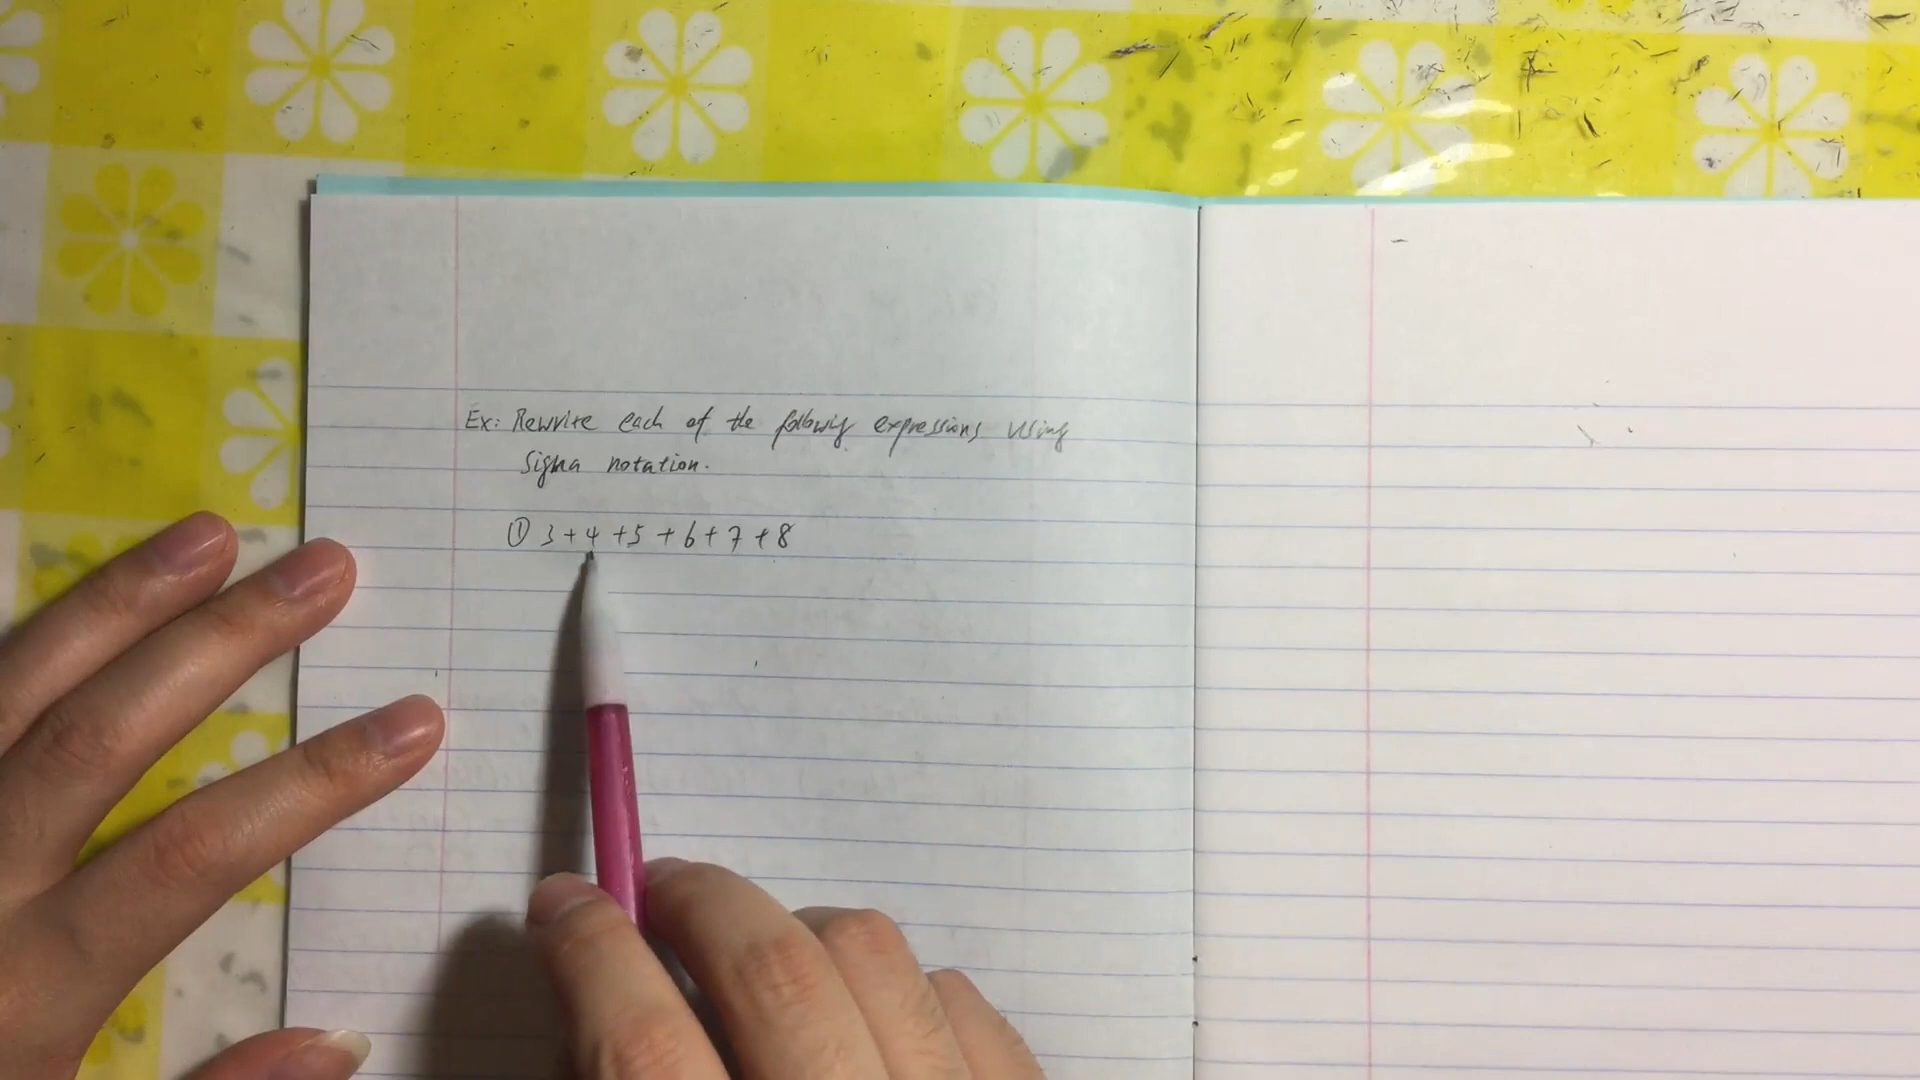 Ex: Rewrite each of the following expressions using
Sigma notation.
① 3+4+5+6+7+8